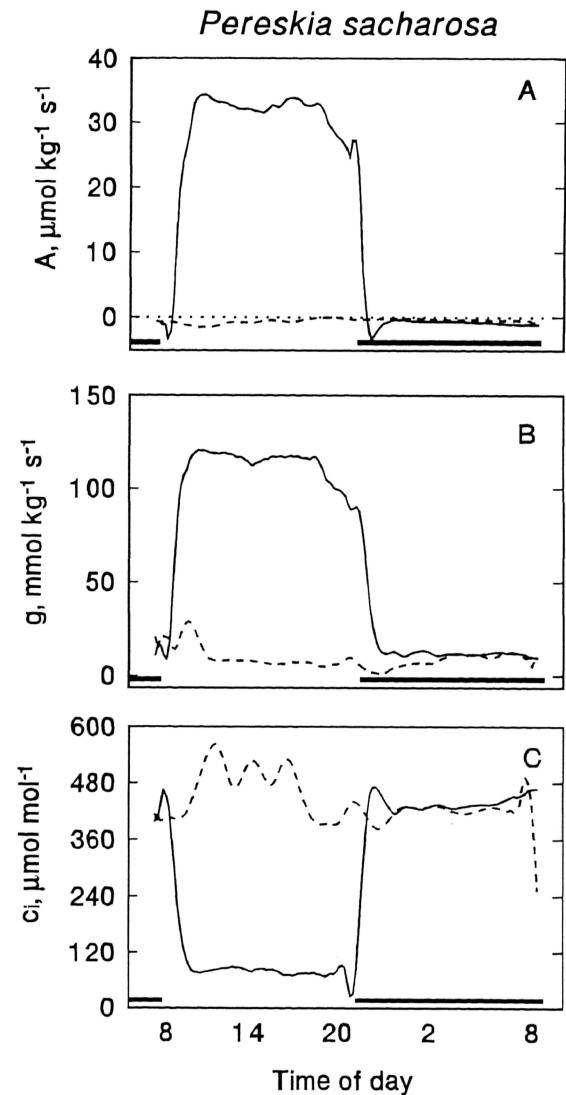 Pereskia sacharosa
A
A, µmol kg-1 s-1
40
30
20
10
0
B
g, mmol kg-1 s-1
150
100
50
0
C
ci, µmol mol-1
600
480
360
240
120
0
8 14 20 2 8
Time of day